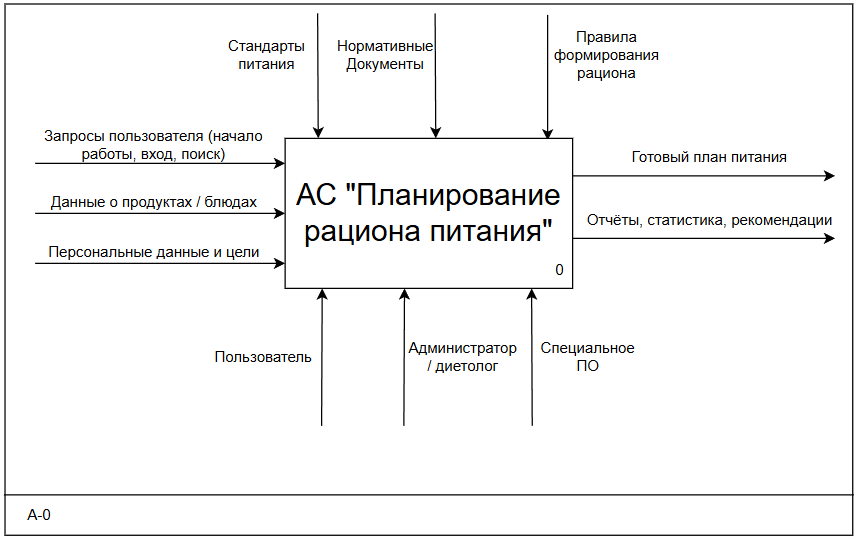 Стандарты
питания
Нормативные
Документы
Правила
формирования
рациона
Запросы пользователя (начало
работы, вход, поиск)
Данные о продуктах / блюдах
Персональные данные и цели
АС "Планирование
рациона питания"
0
Готовый план питания
Отчёты, статистика, рекомендации
Пользователь
Администратор
/ диетолог
Специальное
ПО
А-0